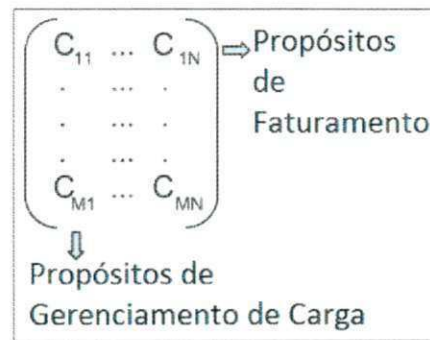 C11 ... C1N ⇨ Propósitos
de
Faturamento
. ... .
. ... .
. ... .
CM1 ... CMN
⇩
Propósitos de
Gerenciamento de Carga